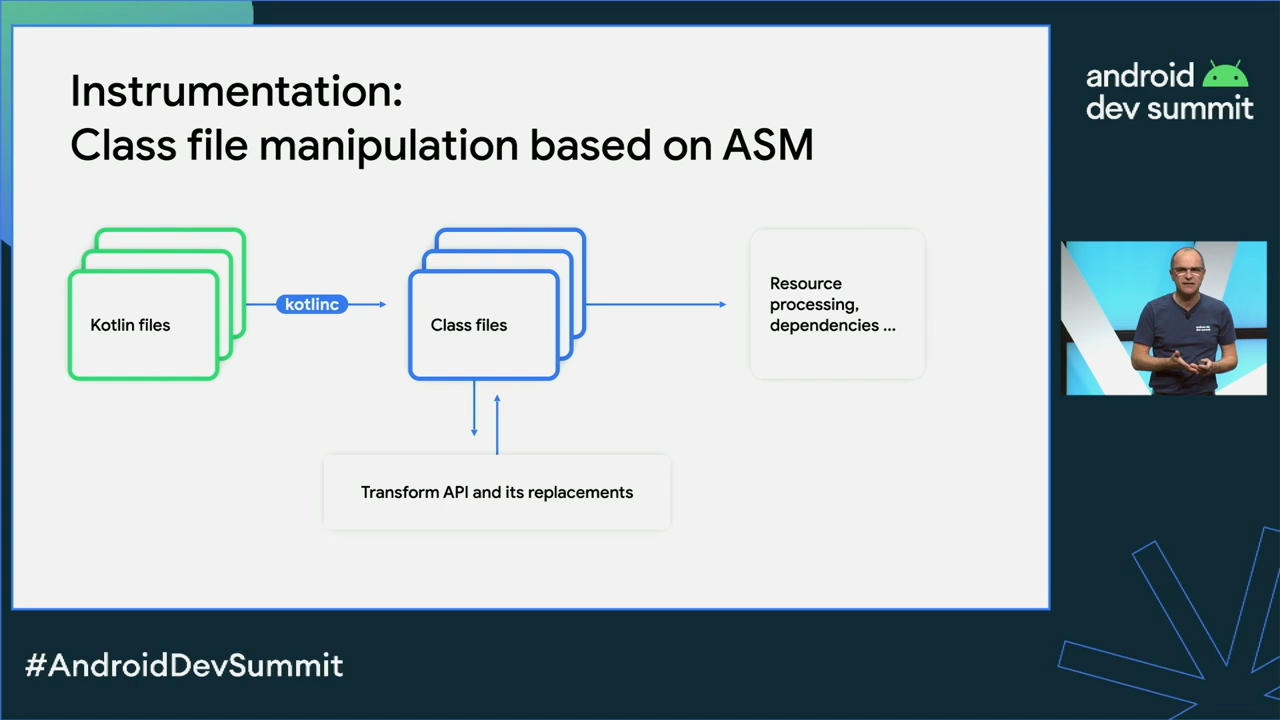 Instrumentation:
Class file manipulation based on ASM
Kotlin files
kotlinc
Class files
Resource
processing,
dependencies ...
Transform API and its replacements
android
dev summit
#AndroidDevSummit